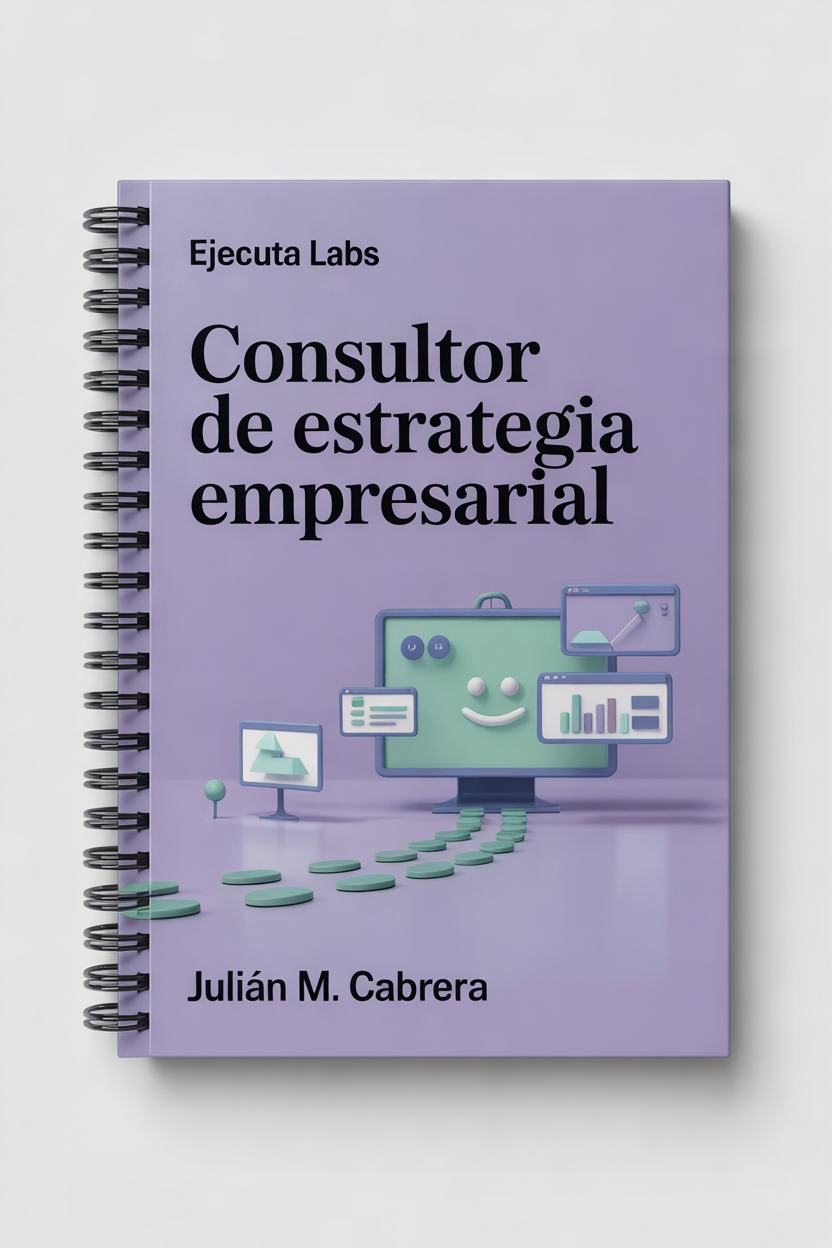 Ejecuta Labs
Consultor
de estrategia
empresarial
Julián M. Cabrera